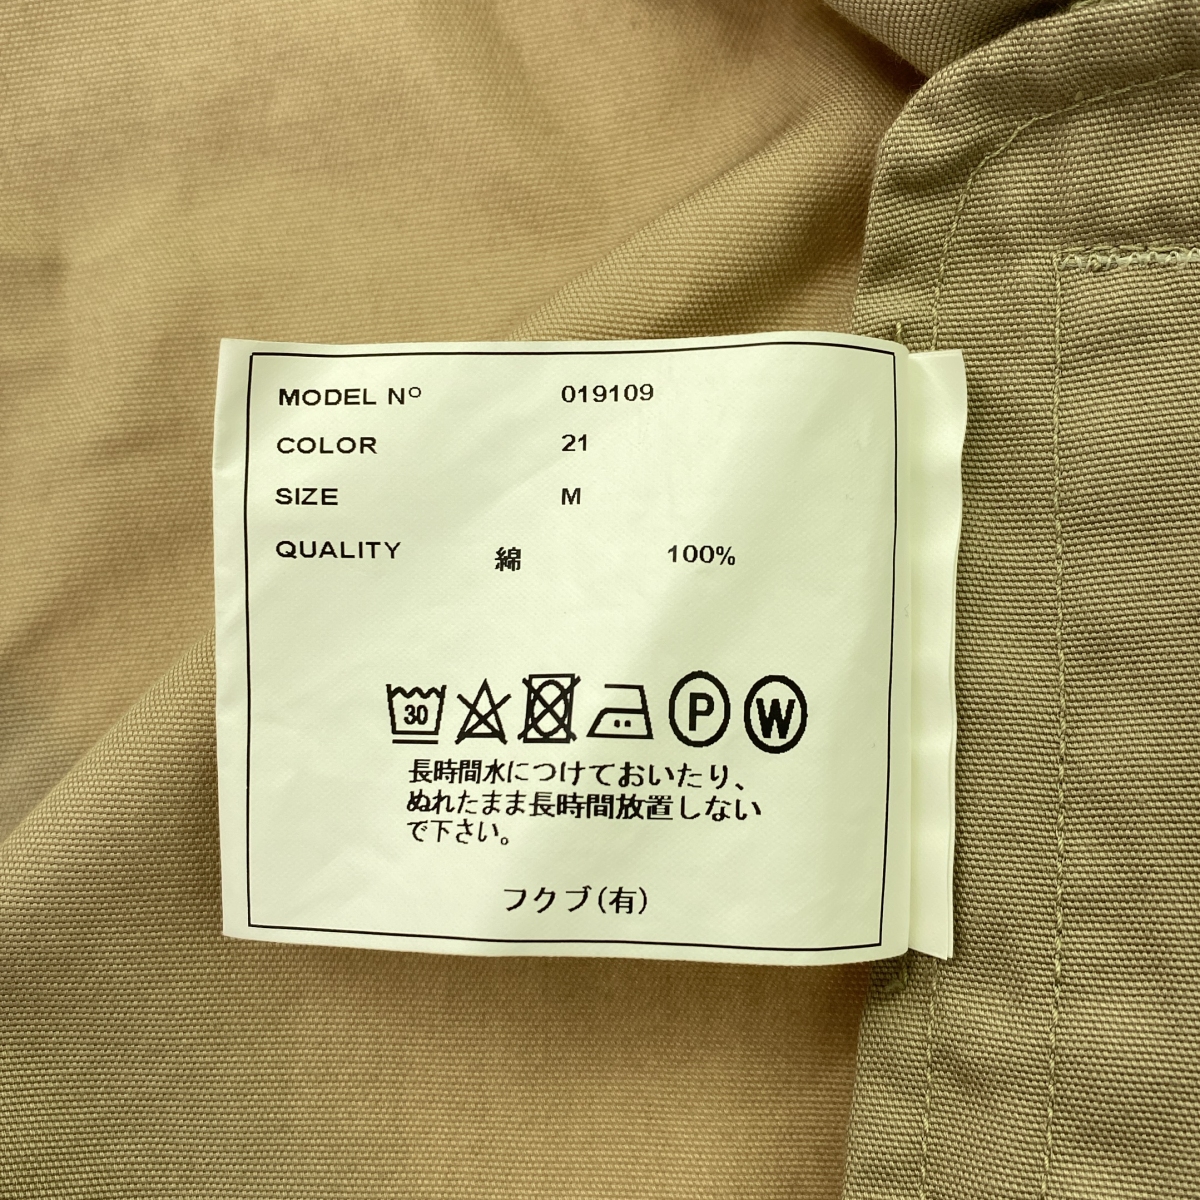 MODEL Nº 019109
COLOR 21
SIZE M
QUALITY 綿 100%
30 P W
長時間水につけておいたり、
ぬれたまま長時間放置しない
で下さい。
フクブ(有)